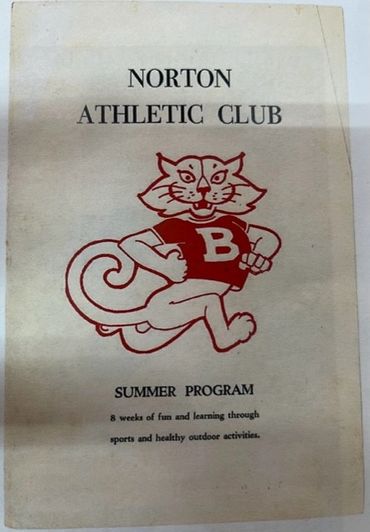 NORTON
ATHLETIC CLUB
B
SUMMER PROGRAM
8 weeks of fun and learning through
sports and healthy outdoor activities.